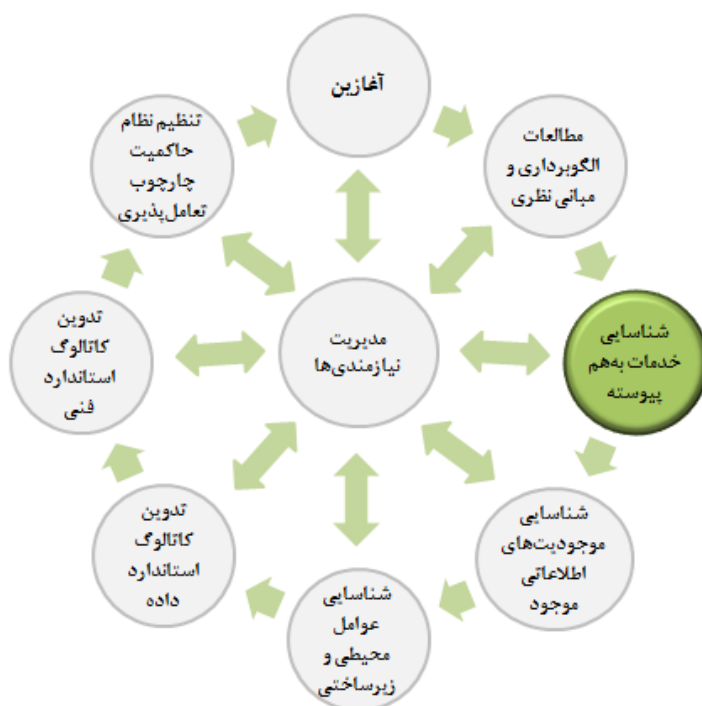 آغازین
مطالعات
الگوبرداری و
مبانی نظری
شناسایی
خدمات به‌هم
پیوسته
شناسایی
موجودیت‌های
اطلاعاتی
موجود
شناسایی
عوامل
محیطی و
زیرساختی
تدوین
کاتالوگ
استاندارد
داده
تدوین
کاتالوگ
استاندارد
فنی
تنظیم نظام
حاکمیت
چارچوب
تعامل‌پذیری
مدیریت
نیازمندی‌ها